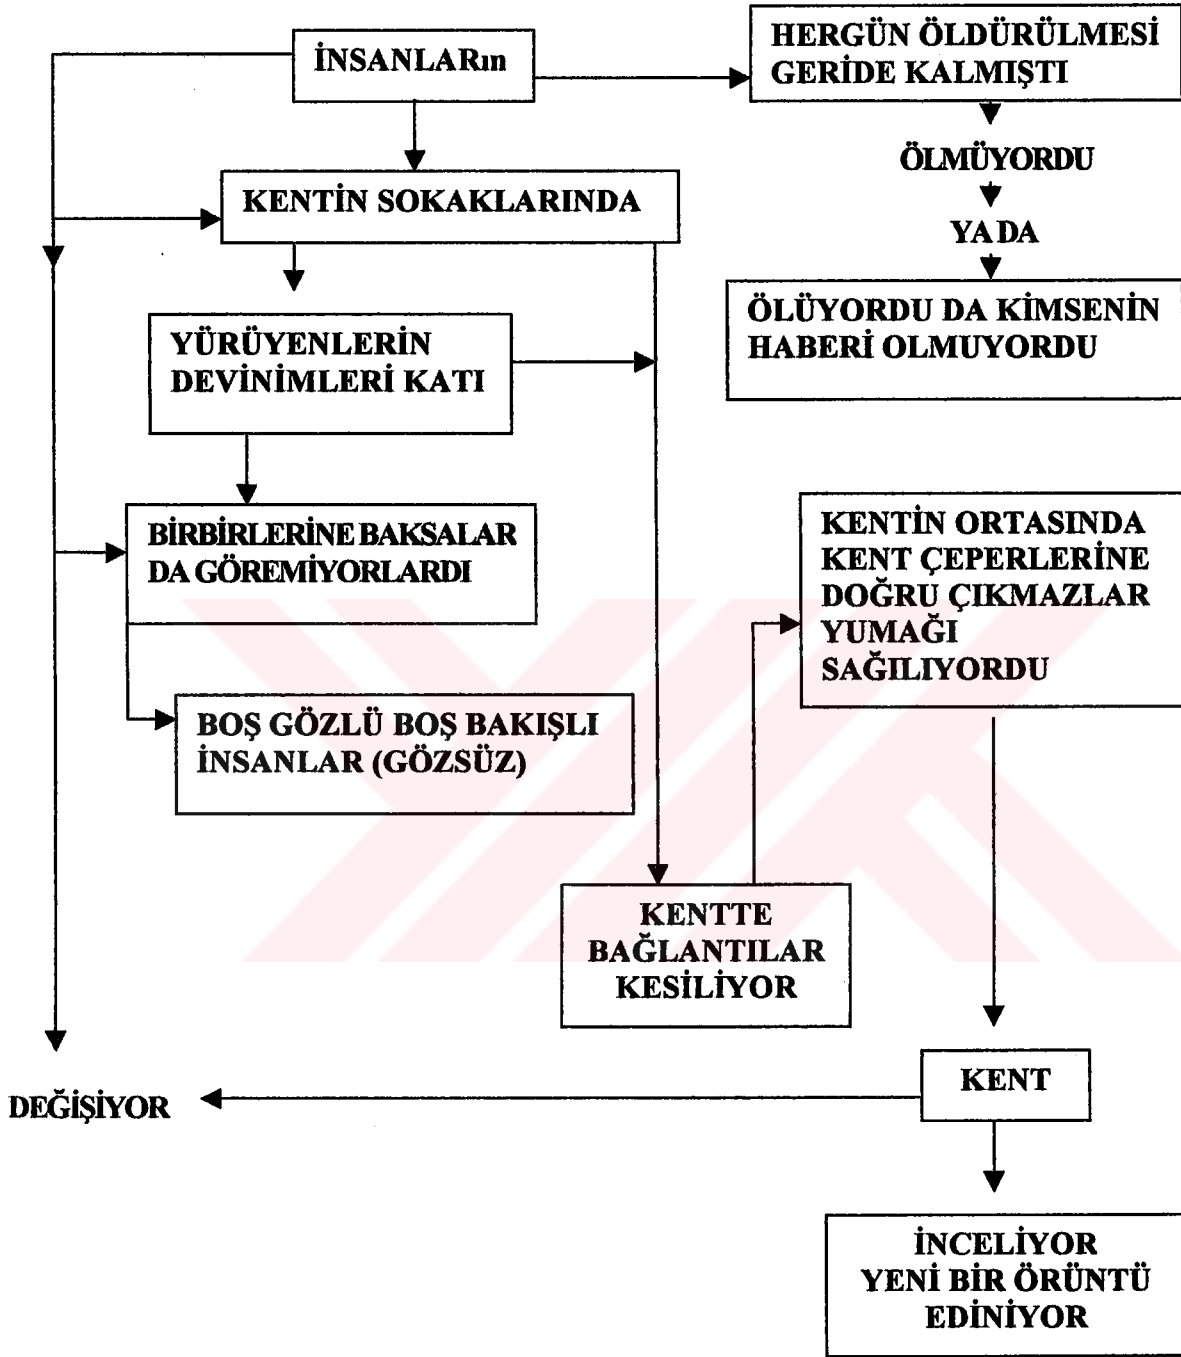 İNSANLARın
HERGÜN ÖLDÜRÜLMESİ
GERİDE KALMIŞTI
ÖLMÜYORDU
YA DA
ÖLÜYORDU DA KİMSENİN
HABERİ OLMUYORDU
KENTİN SOKAKLARINDA
YÜRÜYENLERİN
DEVİNİMLERİ KATI
BİRBİRLERİNE BAKSALAR
DA GÖREMİYORLARDI
BOŞ GÖZLÜ BOŞ BAKIŞLI
İNSANLAR (GÖZSÜZ)
KENTİN ORTASINDA
KENT ÇEPERLERİNE
DOĞRU ÇIKMAZLAR
YUMAĞI
SAĞILIYORDU
KENTTE
BAĞLANTILAR
KESİLİYOR
KENT
DEĞİŞİYOR
İNCELİYOR
YENİ BİR ÖRÜNTÜ
EDİNİYOR